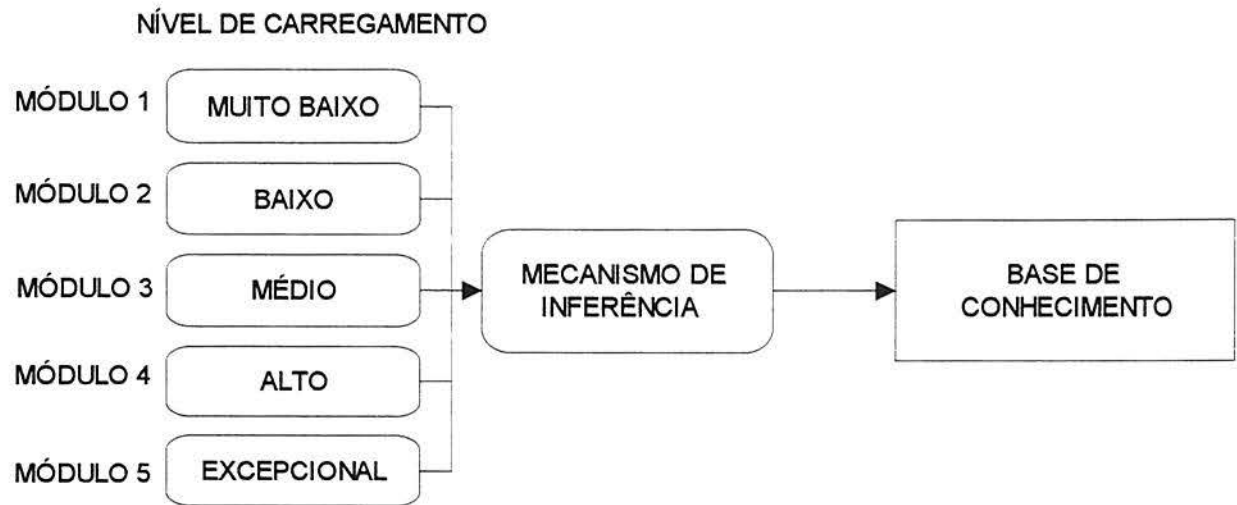 NÍVEL DE CARREGAMENTO
MÓDULO 1
MUITO BAIXO
MÓDULO 2
BAIXO
MÓDULO 3
MÉDIO
MECANISMO DE
INFERÊNCIA
BASE DE
CONHECIMENTO
MÓDULO 4
ALTO
MÓDULO 5
EXCEPCIONAL